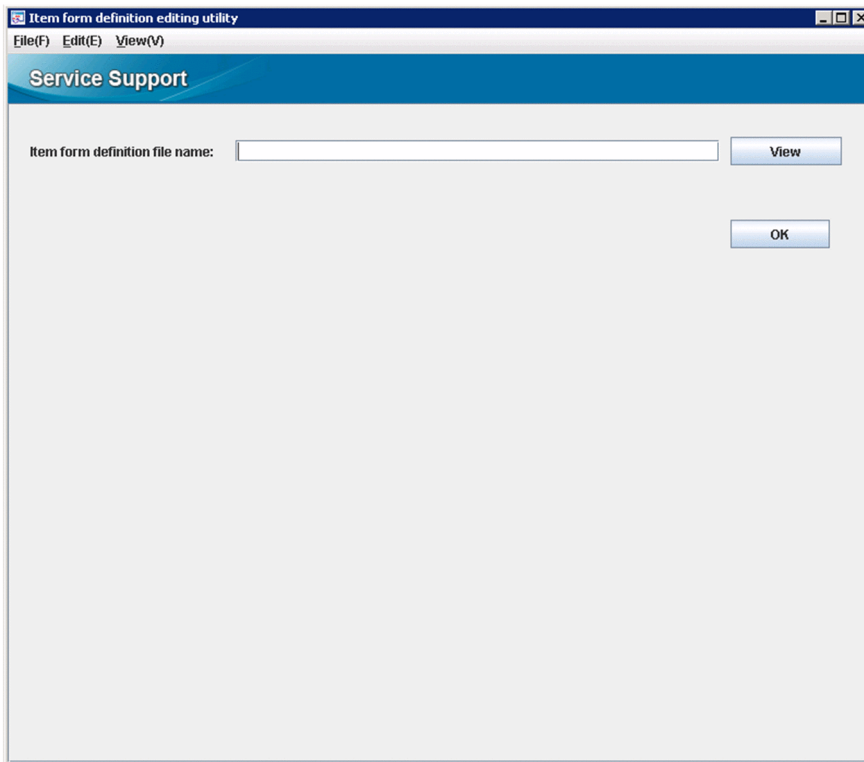 Item form definition editing utility
File(F) Edit(E) View(V)
Service Support
Item form definition file name: View
OK